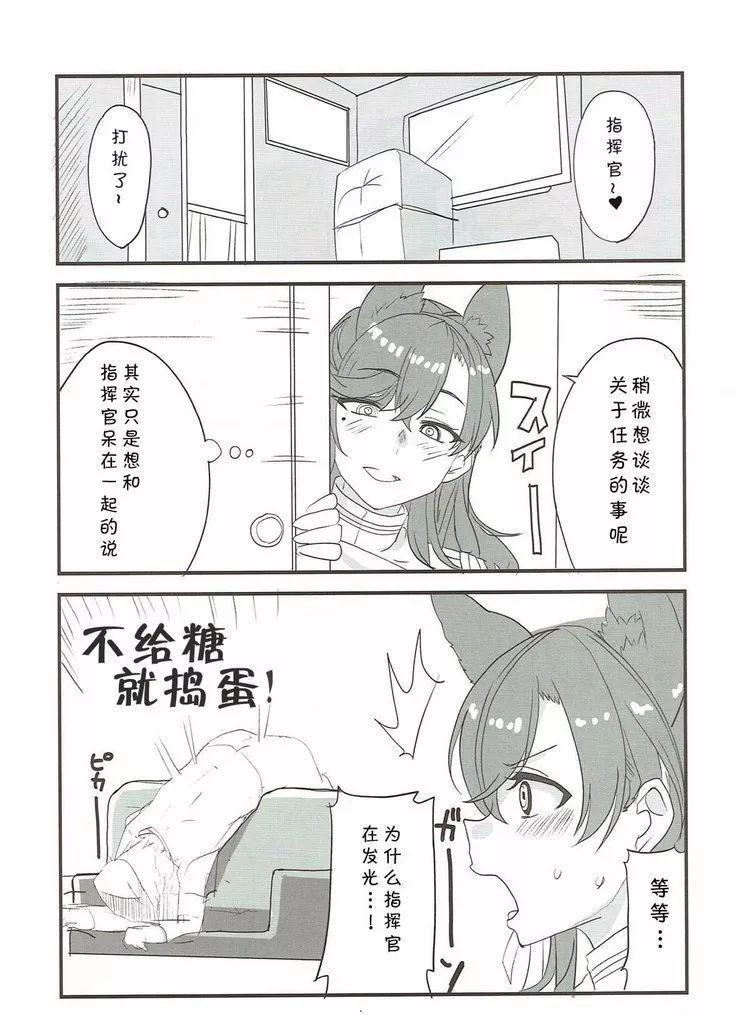 指挥官~♥
打扰了~
稍微想谈谈
关于任务的事呢
スィー
其实只是想和
指挥官呆在
一起的说
不给糖
就捣蛋!
等等…
ガーン
为什么指挥官
在发光…!
ピカー